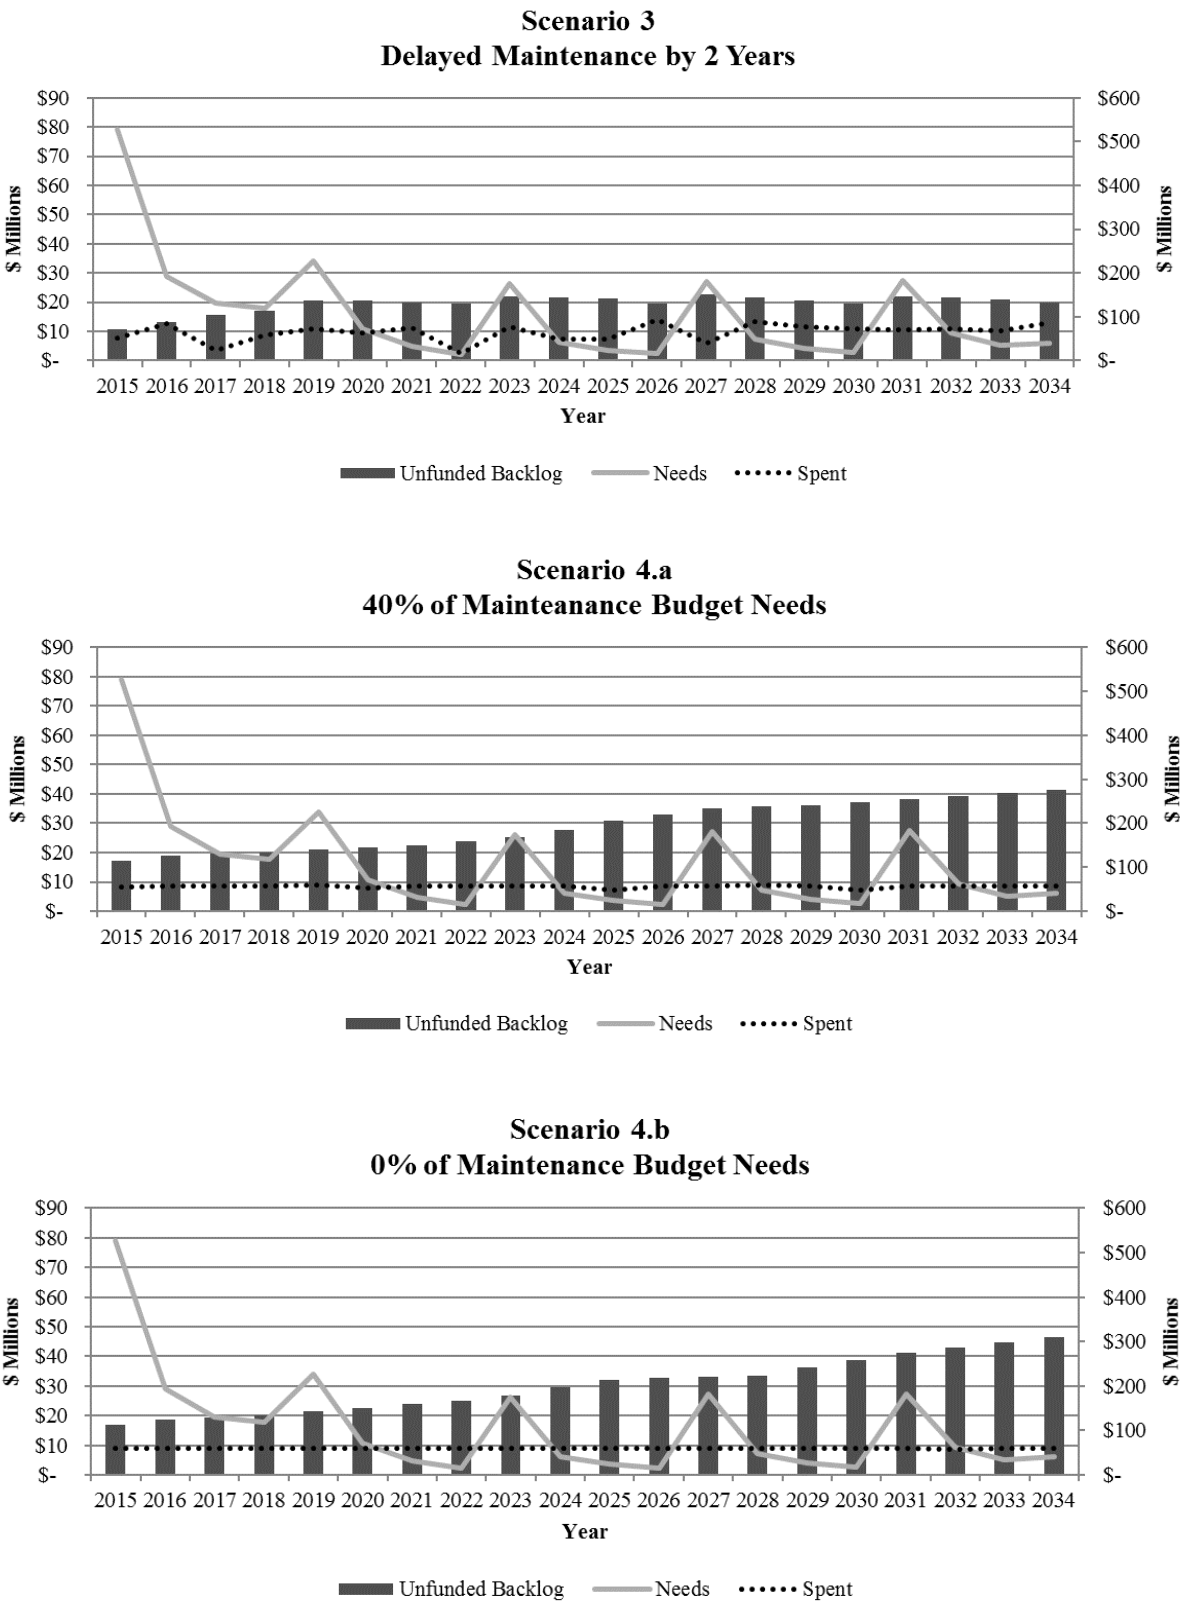 Scenario 3
Delayed Maintenance by 2 Years
$90 $600
$80 $500
$70
$60 $400
$50 $300
$40
$30 $200
$20 $100
$10
$- $-
$ Millions
$ Millions
2015 2016 2017 2018 2019 2020 2021 2022 2023 2024 2025 2026 2027 2028 2029 2030 2031 2032 2033 2034
Year
Unfunded Backlog Needs Spent
Scenario 4.a
40% of Mainteanance Budget Needs
$90 $600
$80 $500
$70
$60 $400
$50 $300
$40
$30 $200
$20 $100
$10
$- $-
$ Millions
$ Millions
2015 2016 2017 2018 2019 2020 2021 2022 2023 2024 2025 2026 2027 2028 2029 2030 2031 2032 2033 2034
Year
Unfunded Backlog Needs Spent
Scenario 4.b
0% of Maintenance Budget Needs
$90 $600
$80 $500
$70
$60 $400
$50 $300
$40
$30 $200
$20 $100
$10
$- $-
$ Millions
$ Millions
2015 2016 2017 2018 2019 2020 2021 2022 2023 2024 2025 2026 2027 2028 2029 2030 2031 2032 2033 2034
Year
Unfunded Backlog Needs Spent